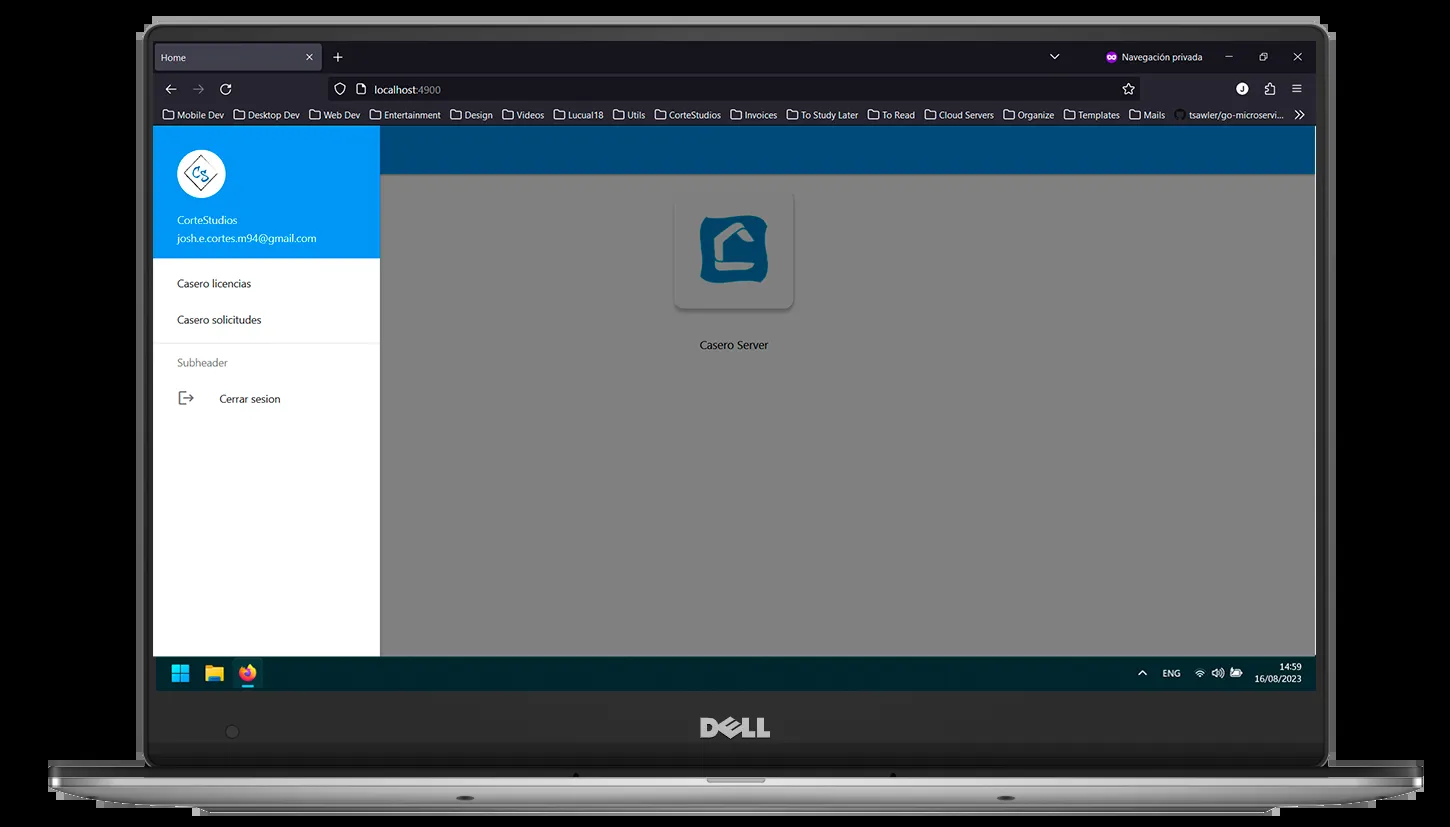 Home
Navegación privada
localhost:4900
J
Mobile Dev Desktop Dev Web Dev Entertainment Design Videos Lucual18 Utils CorteStudios Invoices To Study Later To Read Cloud Servers Organize Templates Mails tsawler/go-microservi...
CS
CorteStudios
josh.e.cortes.m94@gmail.com
Casero licencias
Casero solicitudes
Subheader
Cerrar sesion
Casero Server
ENG
14:59
16/08/2023
DELL